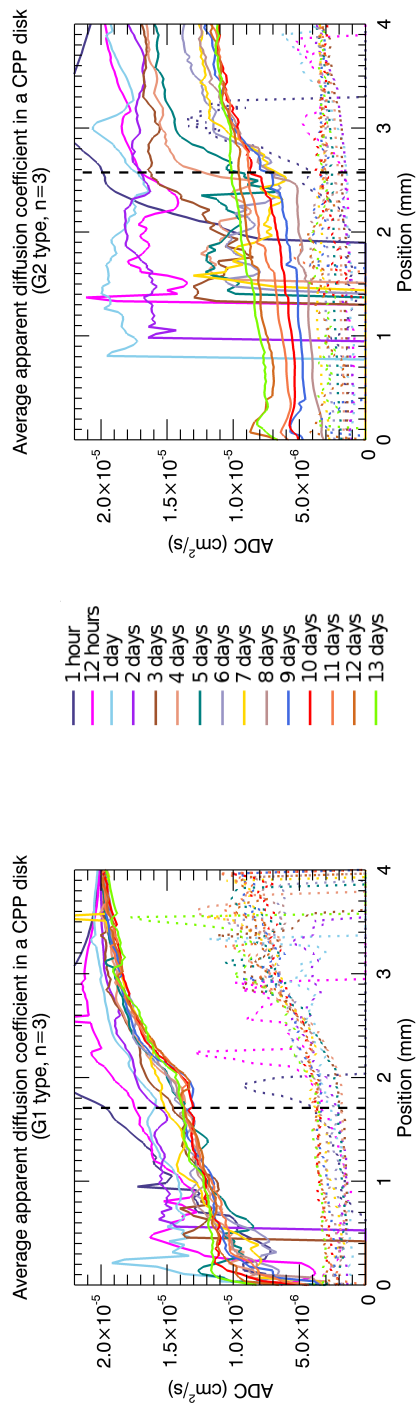 Average apparent diffusion coefficient in a CPP disk
(G1 type, n=3)
ADC (cm²/s)
2.0×10⁻⁵
1.5×10⁻⁵
1.0×10⁻⁵
5.0×10⁻⁶
0
0 1 2 3 4
Position (mm)
1 hour
12 hours
1 day
2 days
3 days
4 days
5 days
6 days
7 days
8 days
9 days
10 days
11 days
12 days
13 days
Average apparent diffusion coefficient in a CPP disk
(G2 type, n=3)
ADC (cm²/s)
2.0×10⁻⁵
1.5×10⁻⁵
1.0×10⁻⁵
5.0×10⁻⁶
0
0 1 2 3 4
Position (mm)